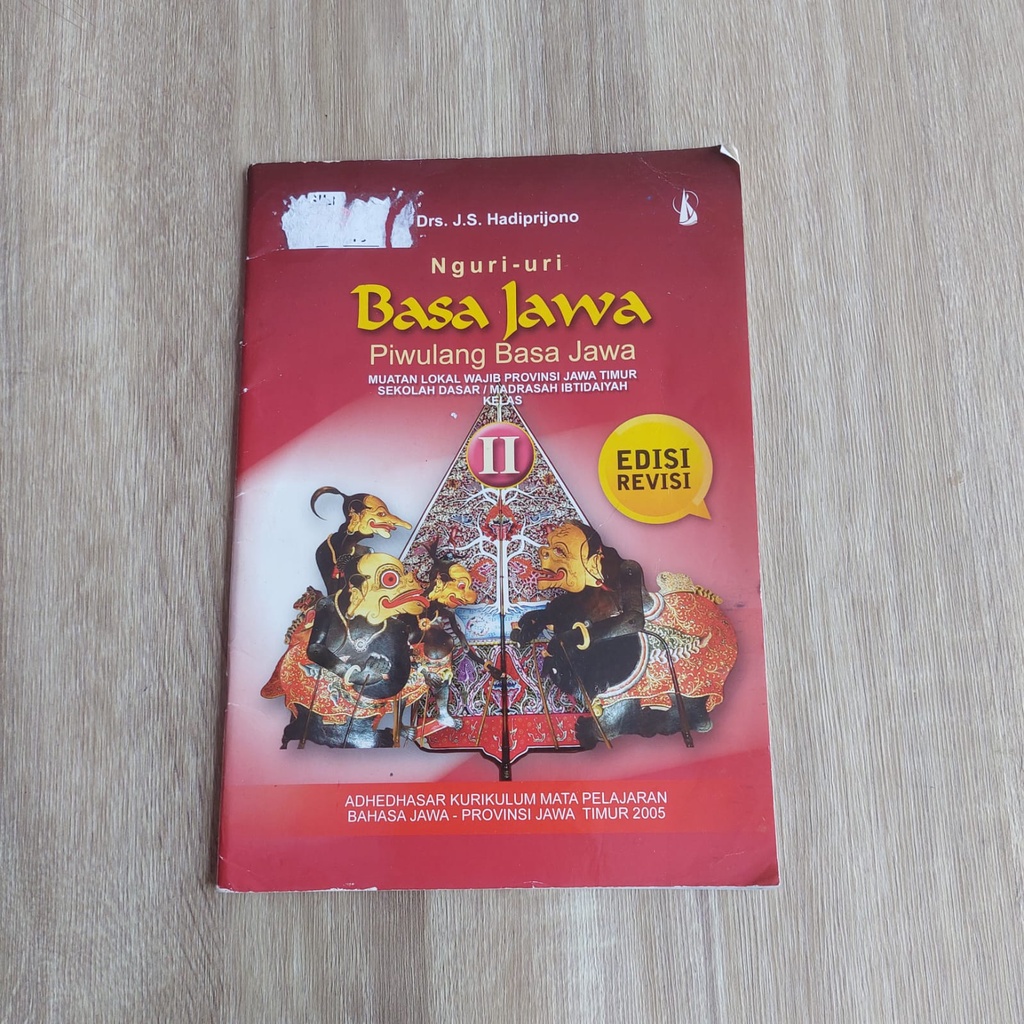 Drs. J.S. Hadiprijono
Nguri-uri
Basa Jawa
Piwulang Basa Jawa
MUATAN LOKAL WAJIB PROVINSI JAWA TIMUR
SEKOLAH DASAR / MADRASAH IBTIDAIYAH
KELAS
II
EDISI
REVISI
ADHEDHASAR KURIKULUM MATA PELAJARAN
BAHASA JAWA - PROVINSI JAWA TIMUR 2005